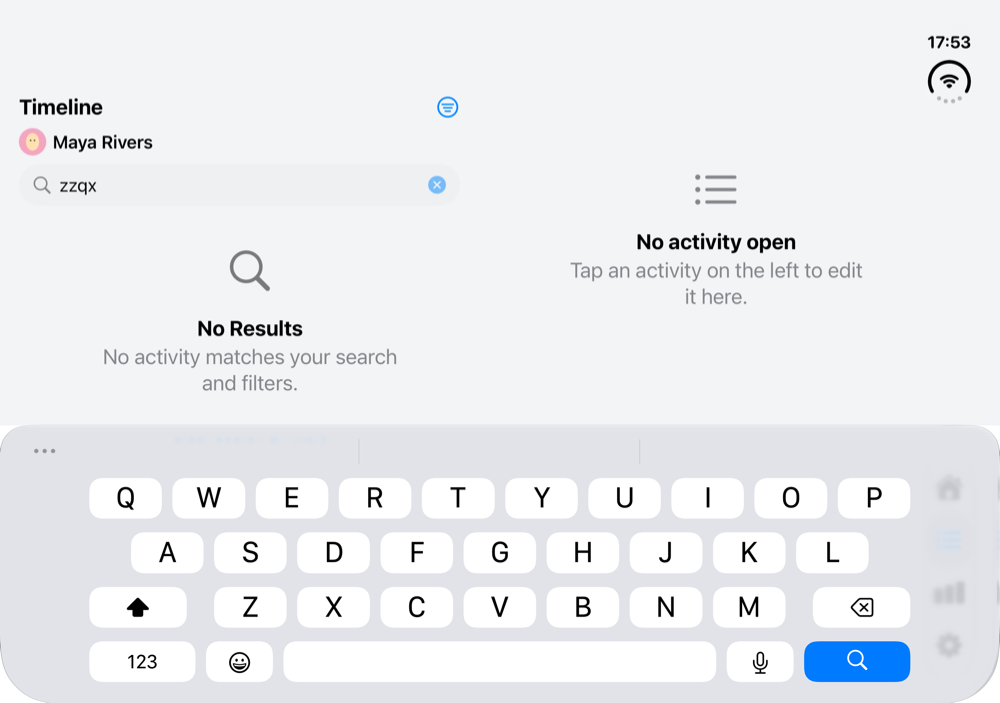 17:53
Timeline
Maya Rivers
zzqx
No Results
No activity matches your search
and filters.
No activity open
Tap an activity on the left to edit
it here.
Q W E R T Y U I O P
A S D F G H J K L
Z X C V B N M
123